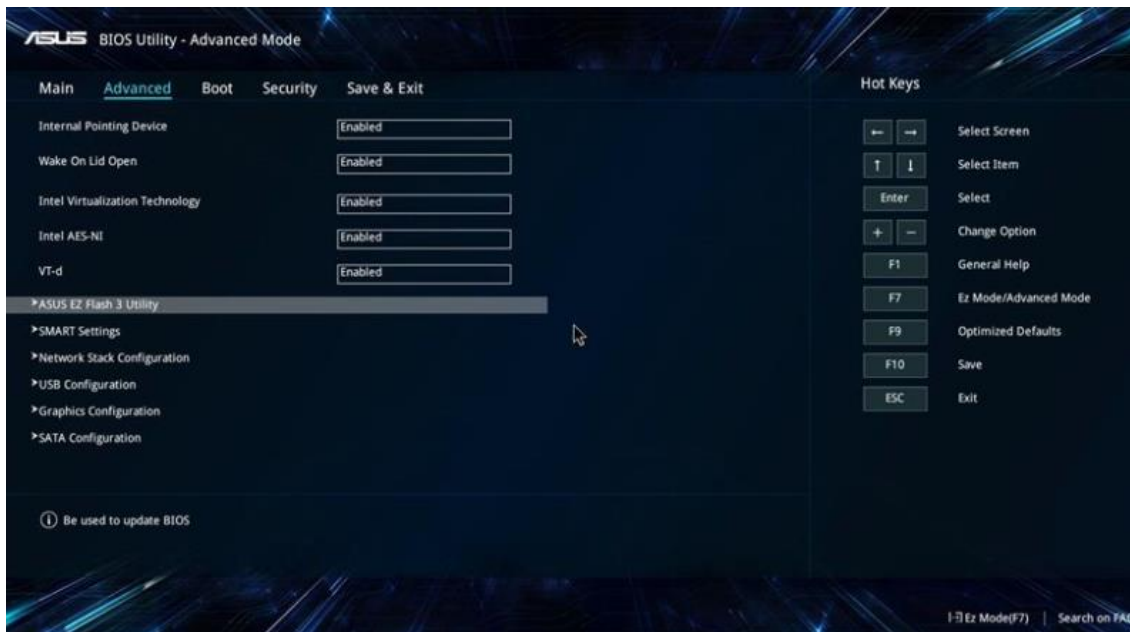 ASUS BIOS Utility - Advanced Mode
Main Advanced Boot Security Save & Exit
Internal Pointing Device Enabled
Wake On Lid Open Enabled
Intel Virtualization Technology Enabled
Intel AES-NI Enabled
VT-d Enabled
ASUS EZ Flash 3 Utility
SMART Settings
Network Stack Configuration
USB Configuration
Graphics Configuration
SATA Configuration
Be used to update BIOS
Hot Keys
← → Select Screen
↑ ↓ Select Item
Enter Select
+ - Change Option
F1 General Help
F7 Ez Mode/Advanced Mode
F9 Optimized Defaults
F10 Save
ESC Exit
Ez Mode(F7) | Search on